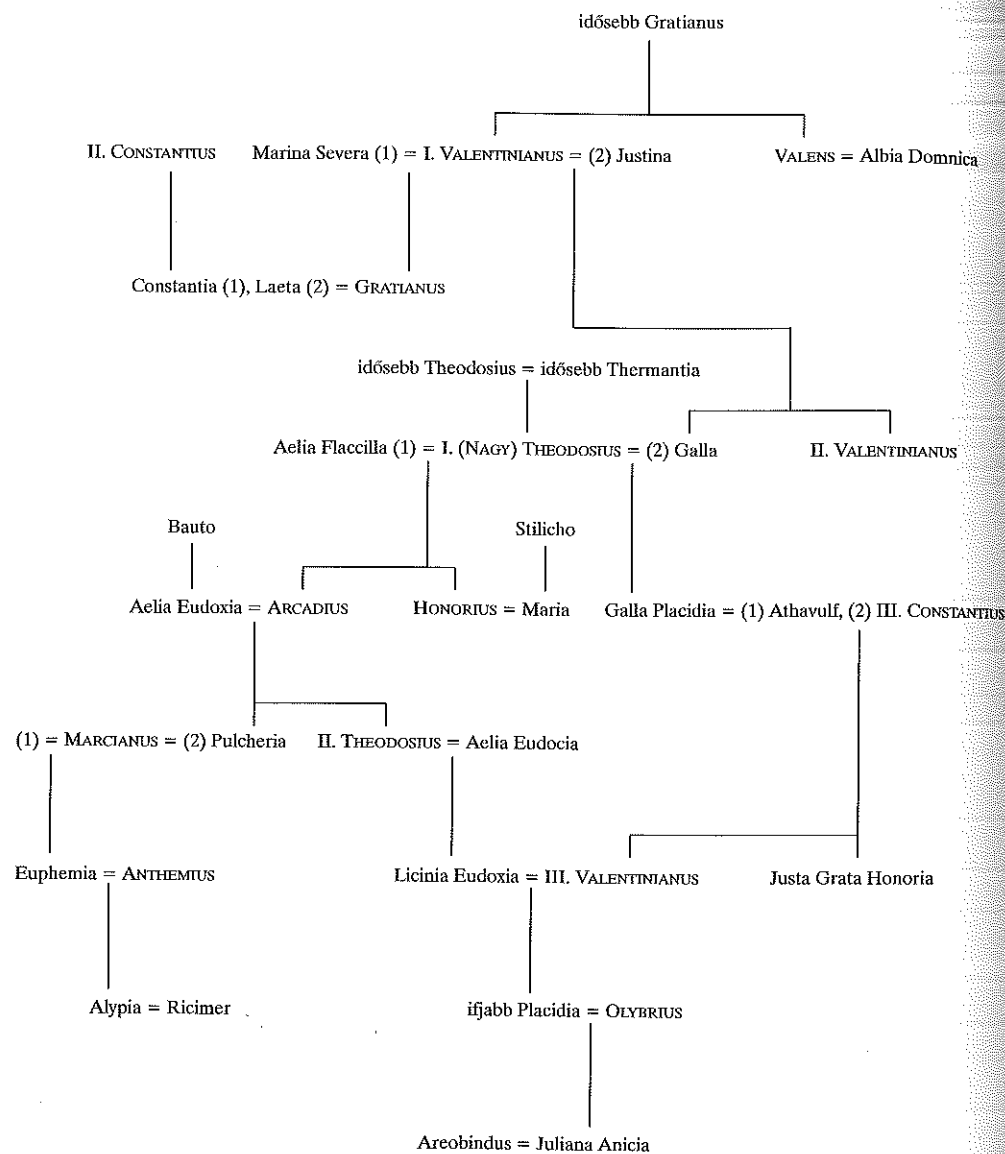 idősebb Gratianus
II. CONSTANTIUS Marina Severa (1) = I. VALENTINIANUS = (2) Justina VALENS = Albia Domnica
Constantia (1), Laeta (2) = GRATIANUS
idősebb Theodosius = idősebb Thermantia
Aelia Flaccilla (1) = I. (NAGY) THEODOSIUS = (2) Galla II. VALENTINIANUS
Bauto Stilicho
Aelia Eudoxia = ARCADIUS HONORIUS = Maria Galla Placidia = (1) Athavulf, (2) III. CONSTANTIUS
(1) = MARCIANUS = (2) Pulcheria II. THEODOSIUS = Aelia Eudocia
Euphemia = ANTHEMIUS Licinia Eudoxia = III. VALENTINIANUS Justa Grata Honoria
Alypia = Ricimer ifjabb Placidia = OLYBRIUS
Areobindus = Juliana Anicia